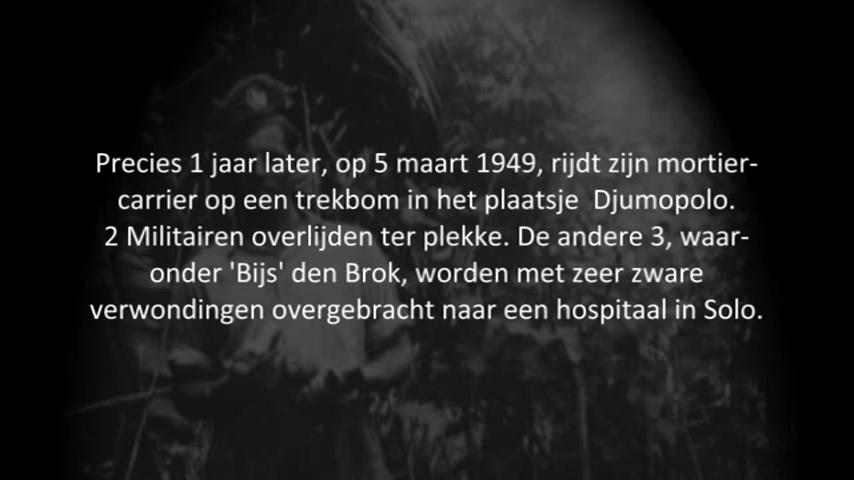 Precies 1 jaar later, op 5 maart 1949, rijdt zijn mortier-
carrier op een trekbom in het plaatsje  Djumopolo.
2 Militairen overlijden ter plekke. De andere 3, waar-
onder 'Bijs' den Brok, worden met zeer zware
verwondingen overgebracht naar een hospitaal in Solo.